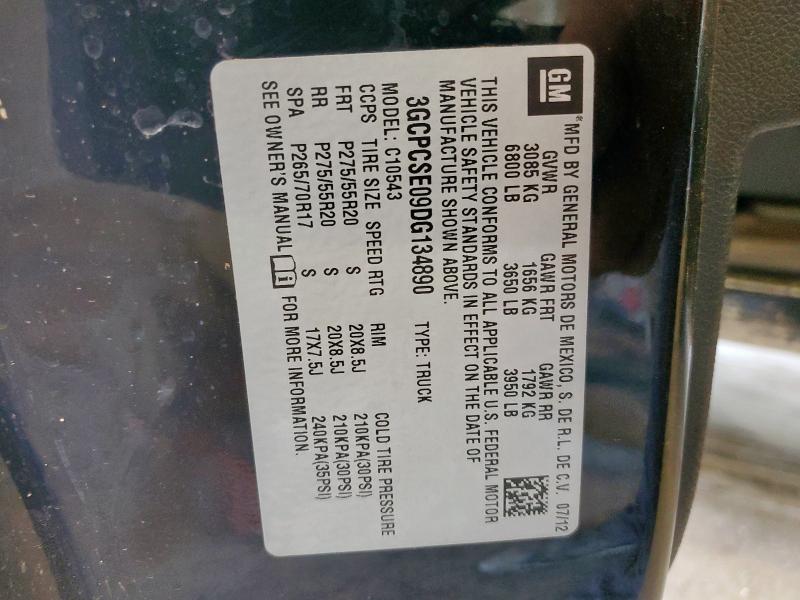 GM
®MFD BY GENERAL MOTORS DE MEXICO, S. DE R.L. DE C.V. 07/12
GVWR GAWR FRT GAWR RR
3085 KG 1656 KG 1792 KG
6800 LB 3650 LB 3950 LB
THIS VEHICLE CONFORMS TO ALL APPLICABLE U.S. FEDERAL MOTOR
VEHICLE SAFETY STANDARDS IN EFFECT ON THE DATE OF
MANUFACTURE SHOWN ABOVE.
3GCPCSE09DG134890 TYPE: TRUCK
MODEL: C10543
CCPS TIRE SIZE SPEED RTG RIM COLD TIRE PRESSURE
FRT P275/55R20 S 20X8.5J 210KPA(30PSI)
RR P275/55R20 S 20X8.5J 210KPA(30PSI)
SPA P265/70R17 S 17X7.5J 240KPA(35PSI)
SEE OWNER'S MANUAL i FOR MORE INFORMATION.